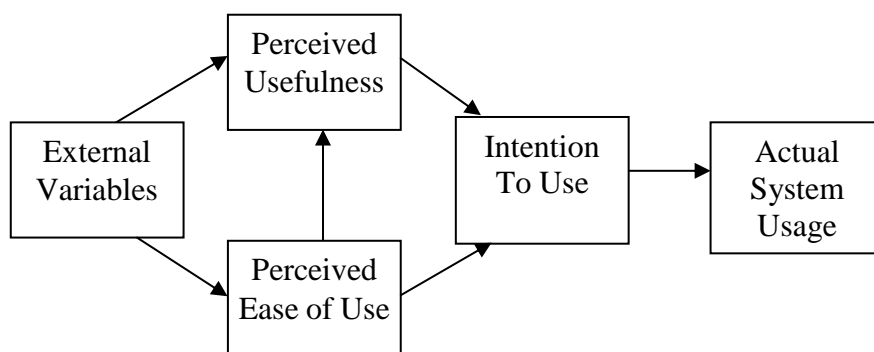 Perceived
Usefulness
External
Variables
Intention
To Use
Actual
System
Usage
Perceived
Ease of Use